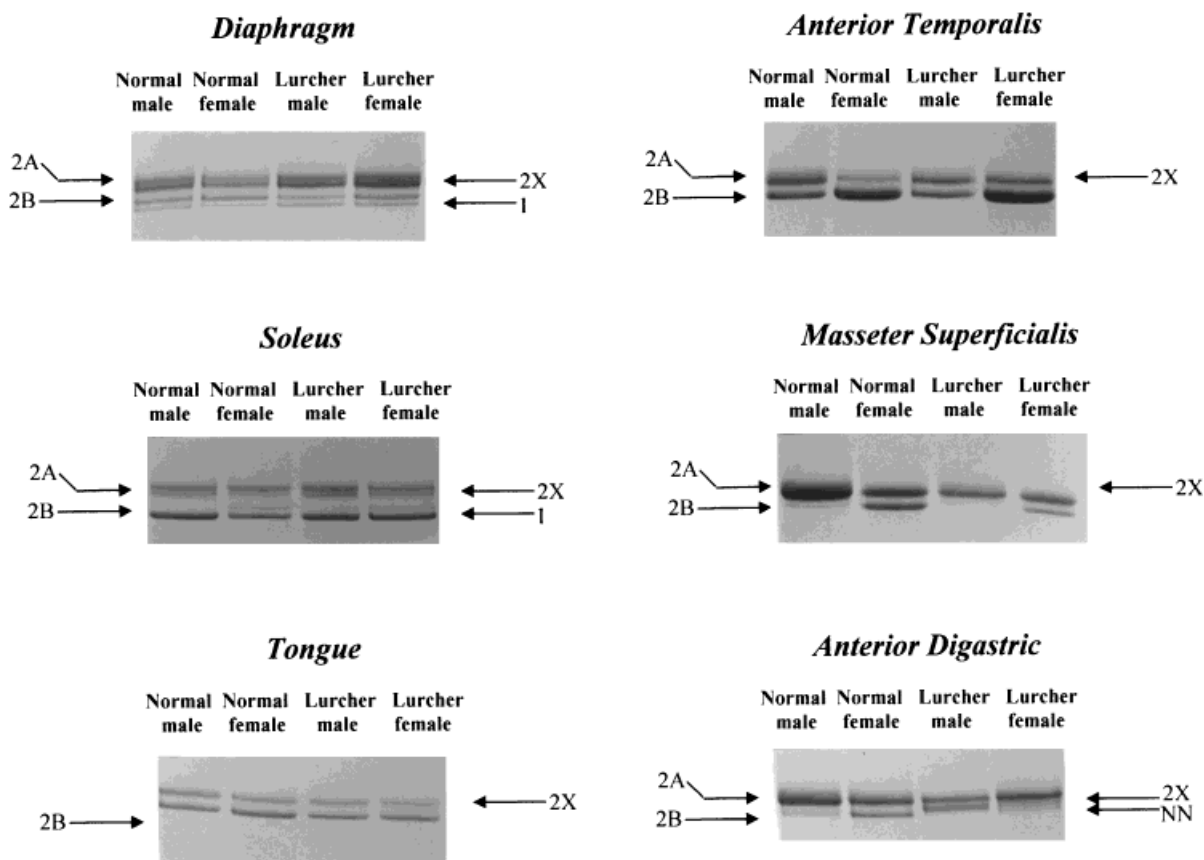 Diaphragm
Normal Normal Lurcher Lurcher
male female male female
2A
2B
2X
1
Anterior Temporalis
Normal Normal Lurcher Lurcher
male female male female
2A
2B
2X
Soleus
Normal Normal Lurcher Lurcher
male female male female
2A
2B
2X
1
Masseter Superficialis
Normal Normal Lurcher Lurcher
male female male female
2A
2B
2X
Tongue
Normal Normal Lurcher Lurcher
male female male female
2B
2X
Anterior Digastric
Normal Normal Lurcher Lurcher
male female male female
2A
2B
2X
NN